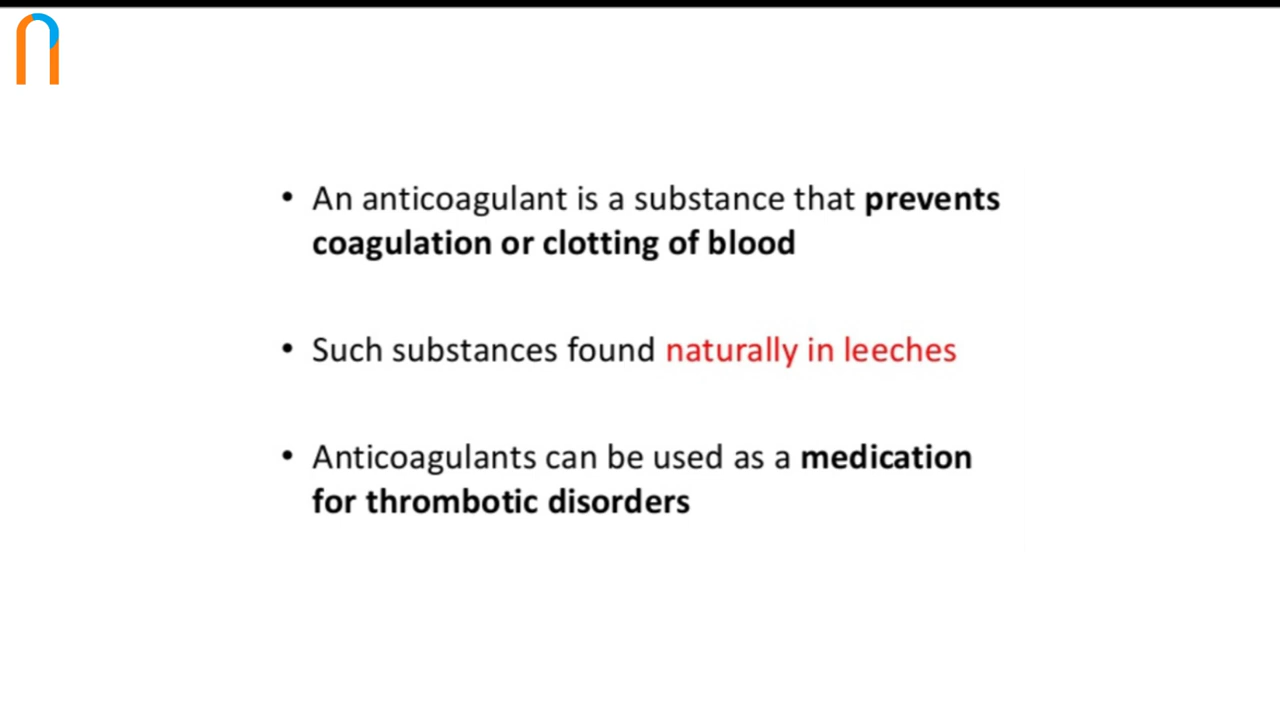 • An anticoagulant is a substance that prevents
coagulation or clotting of blood
• Such substances found naturally in leeches
• Anticoagulants can be used as a medication
for thrombotic disorders